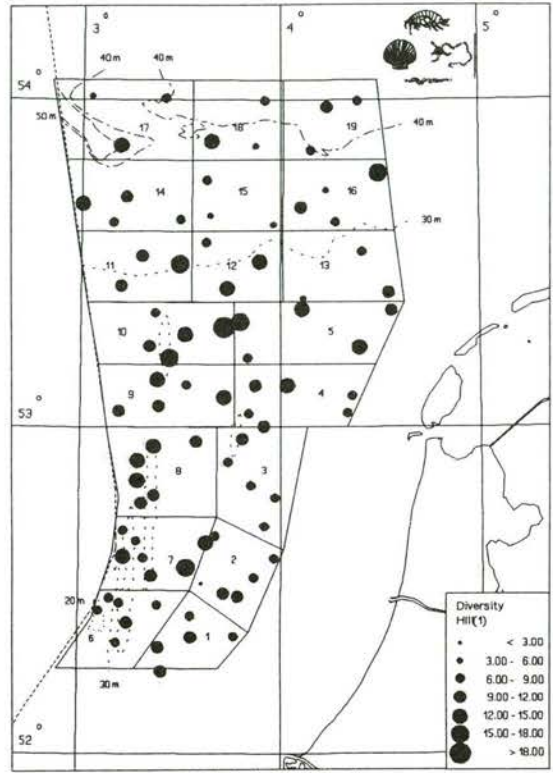 3 4 5
o o o
54 o
40 m 40 m
50 m
17 18 19
40 m
14 15 16
30 m
11 12 13
10 5
9 4
53 o
8 3
7 2
20 m
6 1
30 m
52 o
Diversity
Hill(1)
< 3.00
3.00 - 6.00
6.00 - 9.00
9.00 - 12.00
12.00 - 15.00
15.00 - 18.00
> 18.00